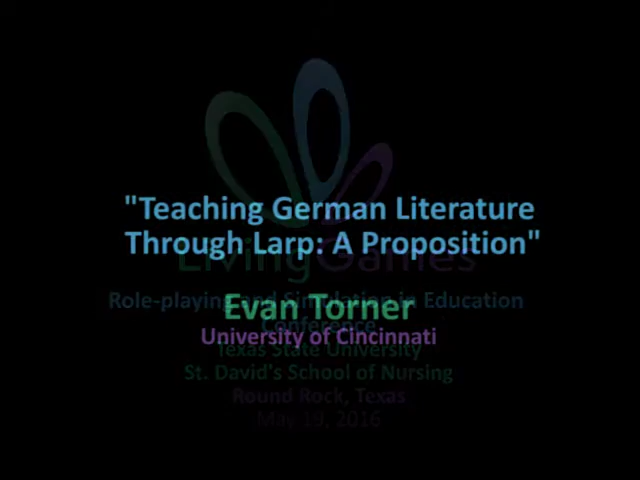 "Teaching German Literature
Through Larp: A Proposition"
Living Games
Role-playing and Simulation in Education
Evan Torner
Conference
University of Cincinnati
Texas State University
St. David's School of Nursing
Round Rock, Texas
May 19, 2016